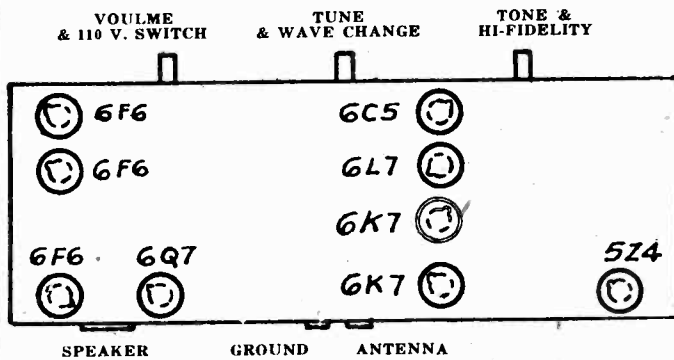 VOULME
& 110 V. SWITCH
TUNE
& WAVE CHANGE
TONE &
HI-FIDELITY
6F6
6C5
6F6
6L7
6K7
6F6
6Q7
6K7
5Z4
SPEAKER
GROUND
ANTENNA